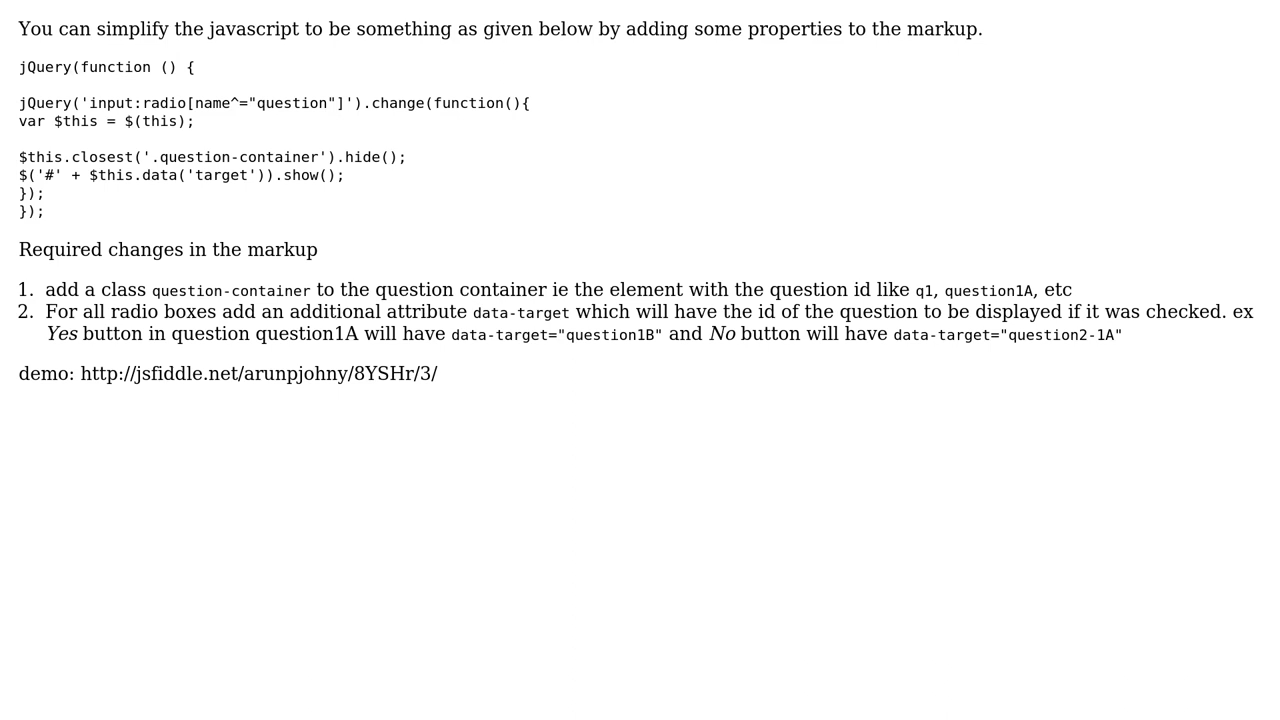 You can simplify the javascript to be something as given below by adding some properties to the markup.
jQuery(function () {
jQuery('input:radio[name^="question"]').change(function(){
var $this = $(this);
$this.closest('.question-container').hide();
$('#' + $this.data('target')).show();
});
});
Required changes in the markup
1. add a class question-container to the question container ie the element with the question id like q1, question1A, etc
2. For all radio boxes add an additional attribute data-target which will have the id of the question to be displayed if it was checked. ex
Yes button in question question1A will have data-target="question1B" and No button will have data-target="question2-1A"
demo: http://jsfiddle.net/arunpjohny/8YSHr/3/